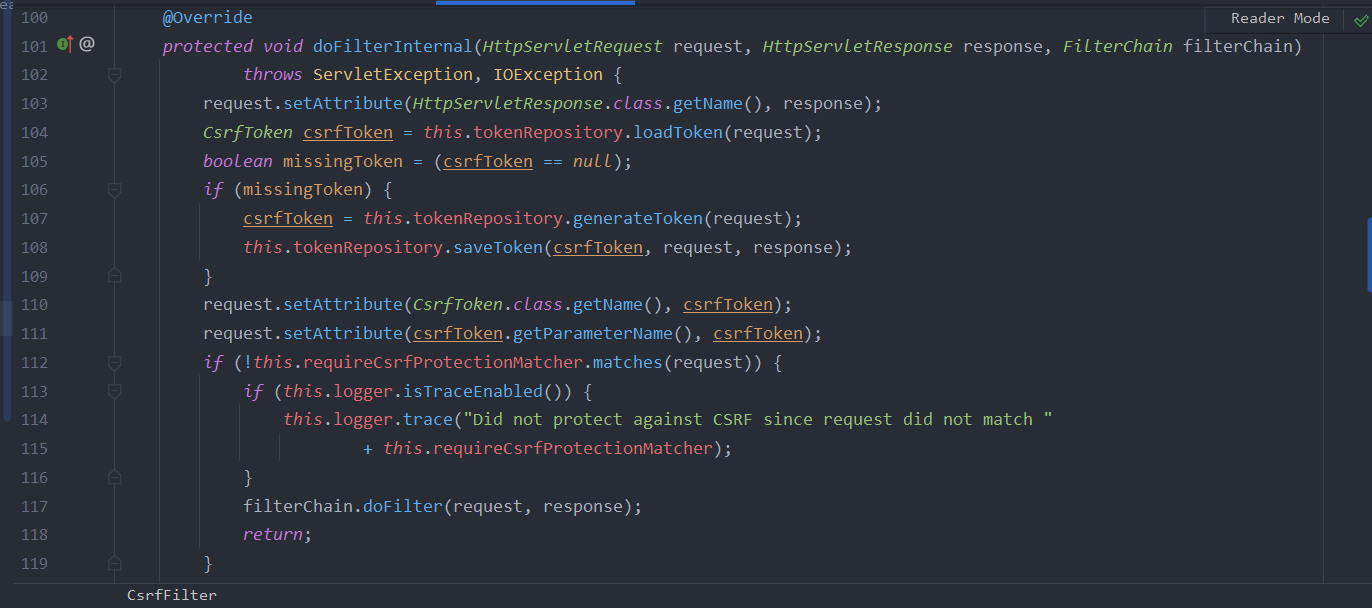 ea
Reader Mode
100 @Override
101 @ protected void doFilterInternal(HttpServletRequest request, HttpServletResponse response, FilterChain filterChain)
102 throws ServletException, IOException {
103 request.setAttribute(HttpServletResponse.class.getName(), response);
104 CsrfToken csrfToken = this.tokenRepository.loadToken(request);
105 boolean missingToken = (csrfToken == null);
106 if (missingToken) {
107 csrfToken = this.tokenRepository.generateToken(request);
108 this.tokenRepository.saveToken(csrfToken, request, response);
109 }
110 request.setAttribute(CsrfToken.class.getName(), csrfToken);
111 request.setAttribute(csrfToken.getParameterName(), csrfToken);
112 if (!this.requireCsrfProtectionMatcher.matches(request)) {
113 if (this.logger.isTraceEnabled()) {
114 this.logger.trace("Did not protect against CSRF since request did not match "
115 + this.requireCsrfProtectionMatcher);
116 }
117 filterChain.doFilter(request, response);
118 return;
119 }
CsrfFilter